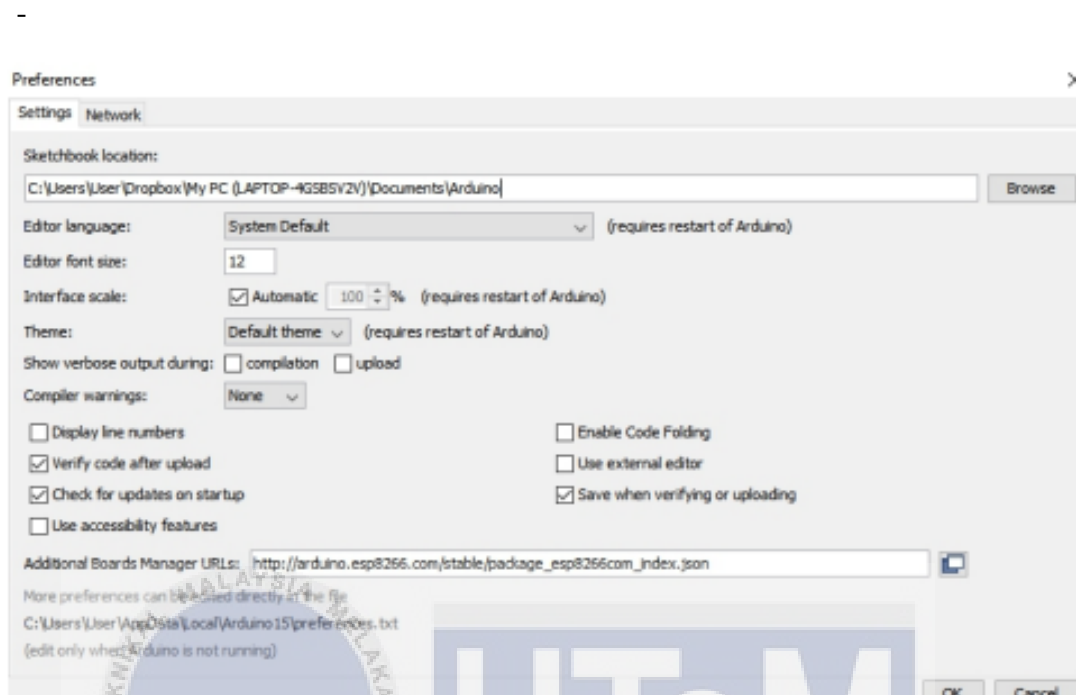 -
Preferences
Settings Network
Sketchbook location:
C:\Users\User\Dropbox\My PC (LAPTOP-4GSBSV2V)\Documents\Arduino Browse
Editor language: System Default (requires restart of Arduino)
Editor font size: 12
Interface scale: Automatic 100 % (requires restart of Arduino)
Theme: Default theme (requires restart of Arduino)
Show verbose output during: compilation upload
Compiler warnings: None
Display line numbers Enable Code Folding
Verify code after upload Use external editor
Check for updates on startup Save when verifying or uploading
Use accessibility features
Additional Boards Manager URLs: http://arduino.esp8266.com/stable/package_esp8266com_index.json
More preferences can be edited directly in the file
C:\Users\User\AppData\Local\Arduino15\preferences.txt
(edit only when Arduino is not running)
OK Cancel
MALAYSIA
UTeM